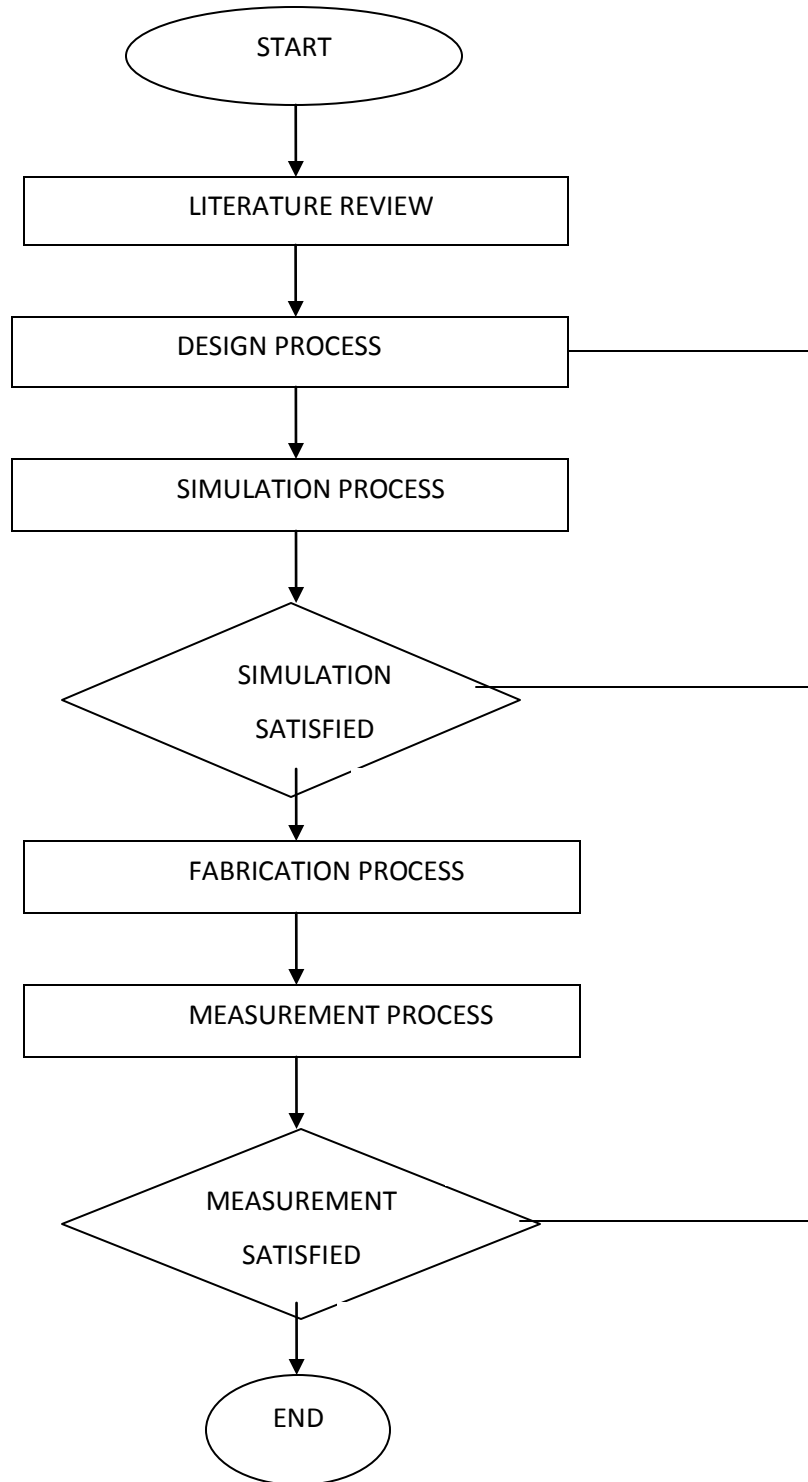 START
LITERATURE REVIEW
DESIGN PROCESS
SIMULATION PROCESS
SIMULATION
SATISFIED
FABRICATION PROCESS
MEASUREMENT PROCESS
MEASUREMENT
SATISFIED
END